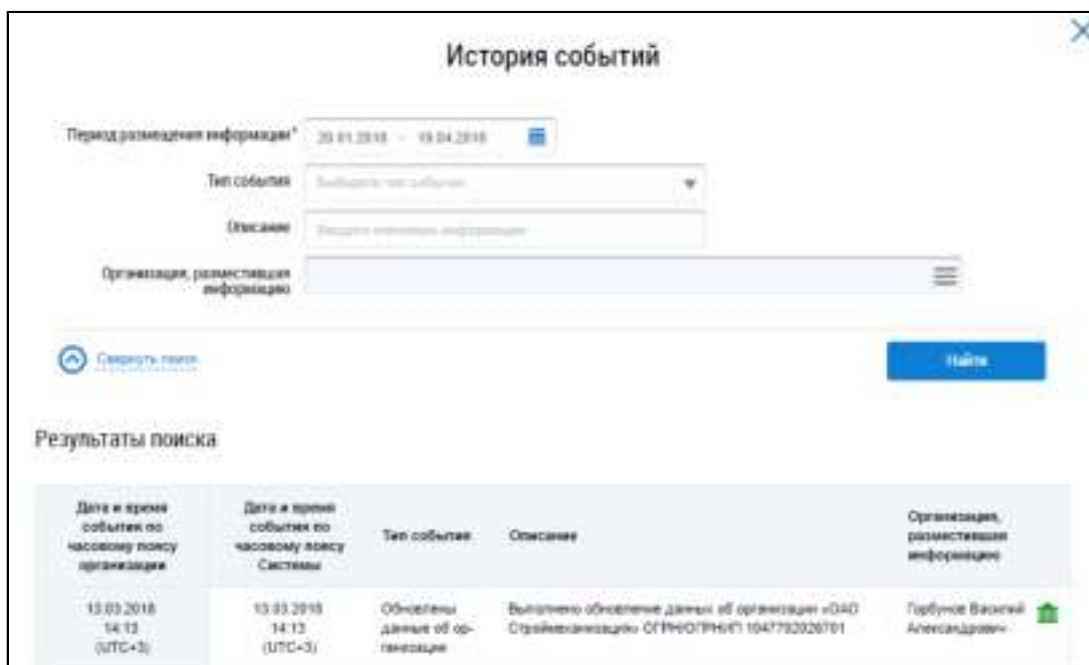 История событий
Период размещения информации*
20.01.2018 - 19.04.2018
Тип события
Выберите тип события
Описание
Введите ключевую информацию
Организация, разместившая
информацию
Свернуть поиск
Найти
Результаты поиска
Дата и время
события по
часовому поясу
организации
Дата и время
события по
часовому поясу
Системы
Тип события
Описание
Организация,
разместившая
информацию
13.03.2018
14:13
(UTC+3)
13.03.2018
14:13
(UTC+3)
Обновлены
данные об ор-
ганизации
Выполнено обновление данных об организации «ОАО
Строймеханизация» ОГРН/ОГРНИП
Горбунов Василий
Александрович